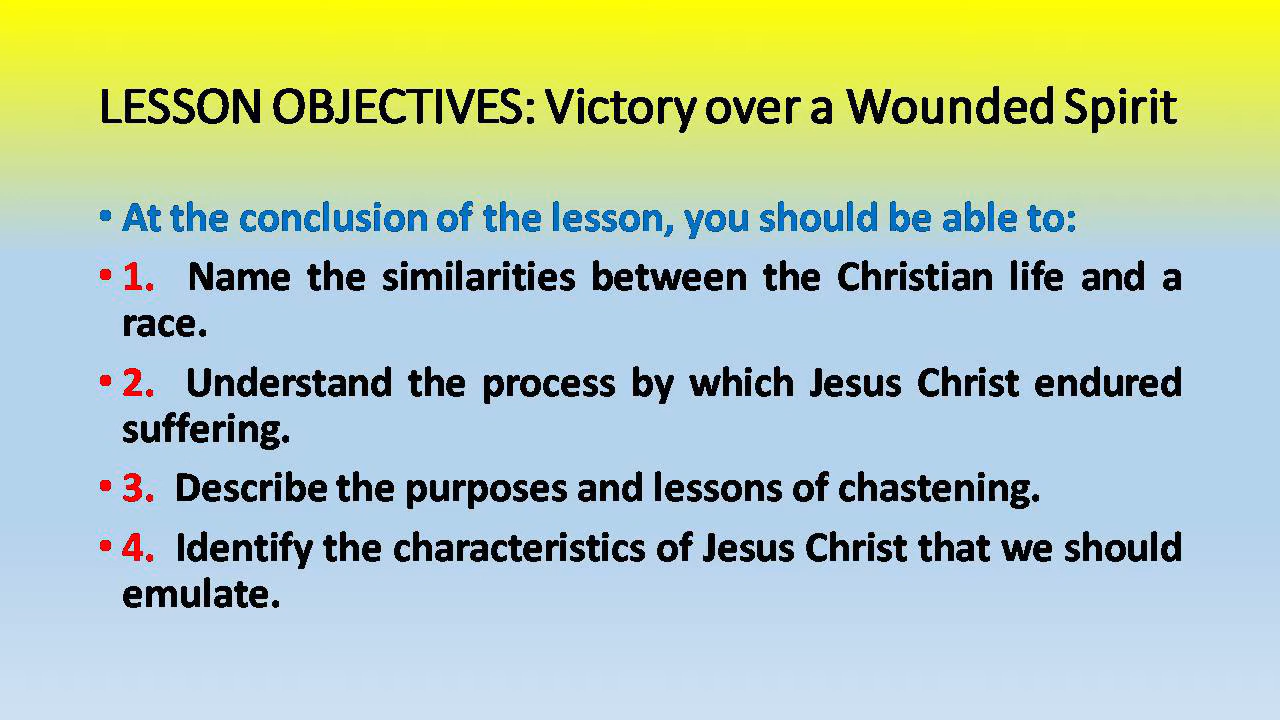 LESSON OBJECTIVES: Victory over a Wounded Spirit
• At the conclusion of the lesson, you should be able to:
• 1. Name the similarities between the Christian life and a
race.
• 2. Understand the process by which Jesus Christ endured
suffering.
• 3. Describe the purposes and lessons of chastening.
• 4. Identify the characteristics of Jesus Christ that we should
emulate.